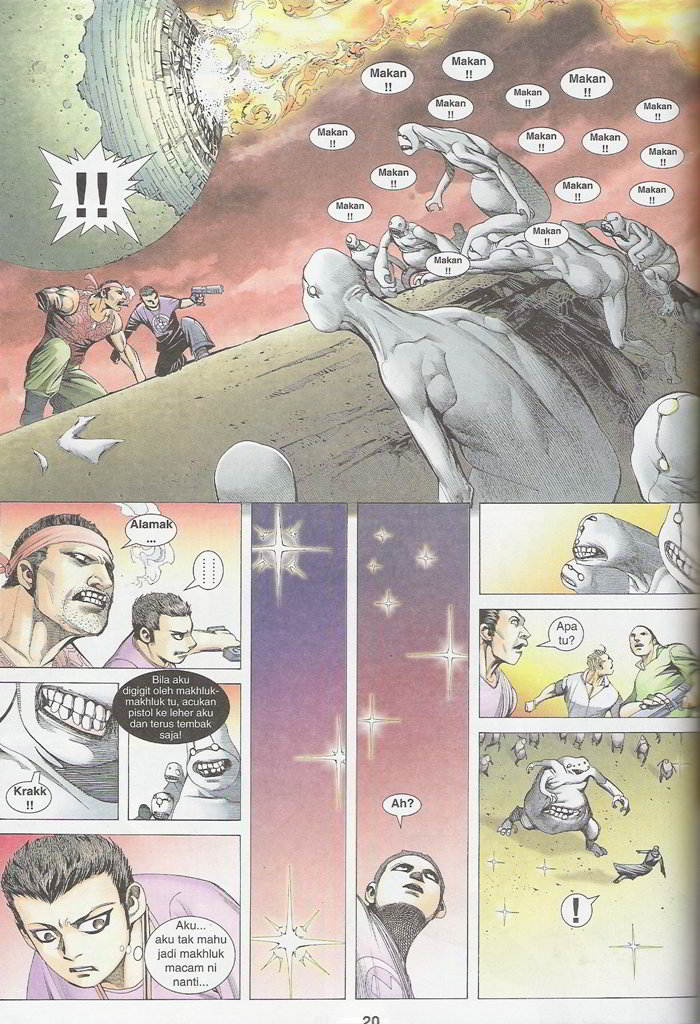 !!
Makan
!!
Makan
!!
Makan
!!
Makan
!!
Makan
!!
Makan
!!
Makan
!!
Makan
!!
Makan
!!
Makan
!!
Makan
!!
Makan
!!
Makan
!!
Makan
!!
Makan
!!
Makan
!!
Alamak
...
Bila aku
digigit oleh makhluk-
makhluk tu, acukan
pistol ke leher aku
dan terus tembak
saja!
Krakk
!!
Aku...
aku tak mahu
jadi makhluk
macam ni
nanti...
Ah?
Apa
tu?
!
20